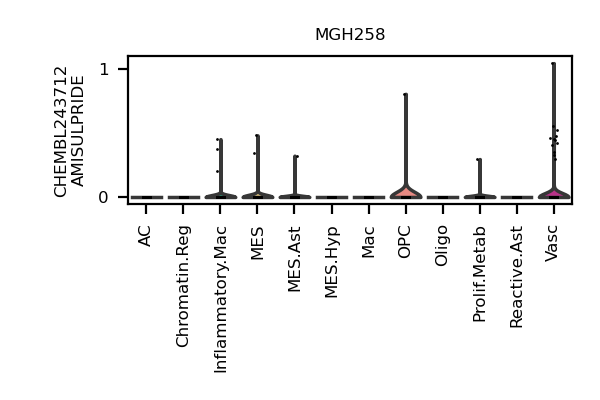 MGH258
CHEMBL243712
AMISULPRIDE
1
0
AC
Chromatin.Reg
Inflammatory.Mac
MES
MES.Ast
MES.Hyp
Mac
OPC
Oligo
Prolif.Metab
Reactive.Ast
Vasc